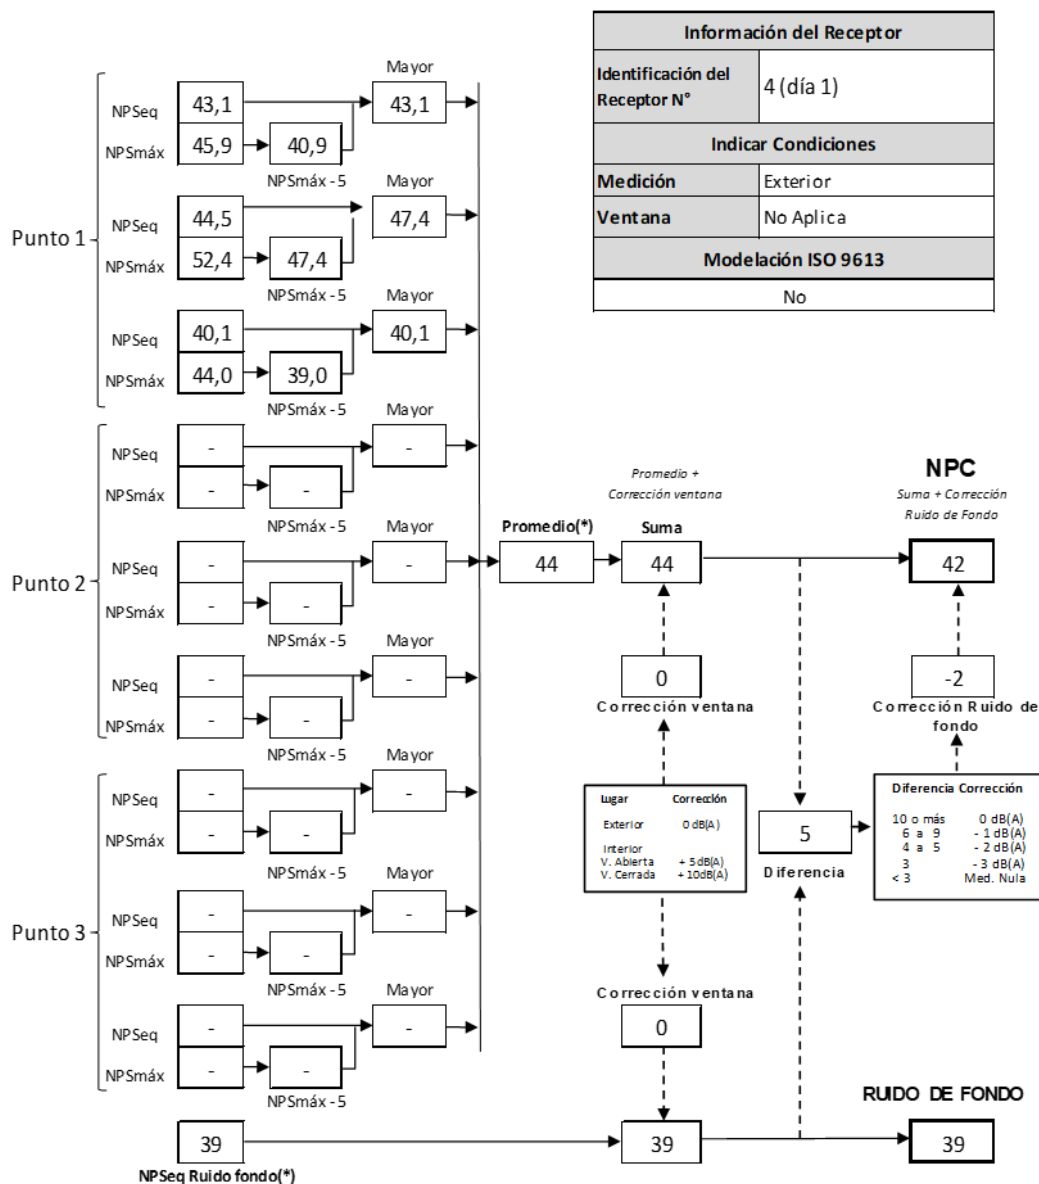 Información del Receptor
Identificación del Receptor N° 4 (día 1)
Indicar Condiciones
Medición Exterior
Ventana No Aplica
Modelación ISO 9613
No
Punto 1
Mayor
NPSeq 43,1 43,1
NPSmáx 45,9 40,9
NPSmáx - 5
Mayor
NPSeq 44,5 47,4
NPSmáx 52,4 47,4
NPSmáx - 5
Mayor
NPSeq 40,1 40,1
NPSmáx 44,0 39,0
NPSmáx - 5
Punto 2
Mayor
NPSeq - -
NPSmáx - -
NPSmáx - 5
Mayor
NPSeq - -
NPSmáx - -
NPSmáx - 5
Mayor
NPSeq - -
NPSmáx - -
NPSmáx - 5
Punto 3
Mayor
NPSeq - -
NPSmáx - -
NPSmáx - 5
Mayor
NPSeq - -
NPSmáx - -
NPSmáx - 5
Mayor
NPSeq - -
NPSmáx - -
NPSmáx - 5
39
NPSeq Ruido fondo(*)
Promedio(*)
44
Promedio +
Corrección ventana
Suma
44
0
Corrección ventana
Lugar Corrección
Exterior 0 dB(A)
Interior
V. Abierta + 5dB(A)
V. Cerrada + 10dB(A)
Corrección ventana
0
39
5
Diferencia
NPC
Suma + Corrección
Ruido de Fondo
42
-2
Corrección Ruido de
fondo
Diferencia Corrección
10 o más 0 dB(A)
6 a 9 - 1 dB(A)
4 a 5 - 2 dB(A)
3 - 3 dB(A)
< 3 Med. Nula
RUIDO DE FONDO
39